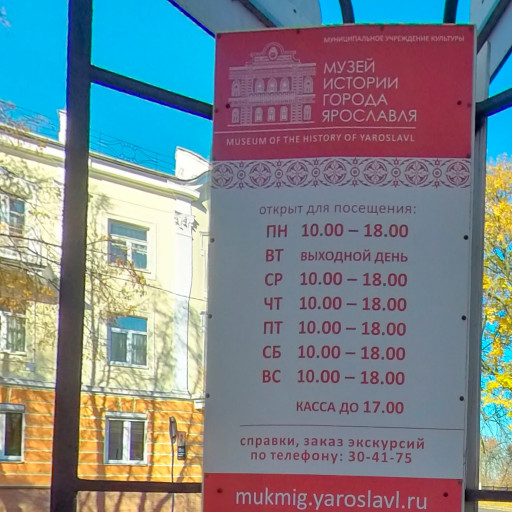 МУНИЦИПАЛЬНОЕ УЧРЕЖДЕНИЕ КУЛЬТУРЫ
МУЗЕЙ
ИСТОРИИ
ГОРОДА
ЯРОСЛАВЛЯ
MUSEUM OF THE HISTORY OF YAROSLAVL
открыт для посещения:
ПН 10.00 – 18.00
ВТ ВЫХОДНОЙ ДЕНЬ
СР 10.00 – 18.00
ЧТ 10.00 – 18.00
ПТ 10.00 – 18.00
СБ 10.00 – 18.00
ВС 10.00 – 18.00
КАССА ДО 17.00
справки, заказ экскурсий
по телефону: 30-41-75
mukmig.yaroslavl.ru